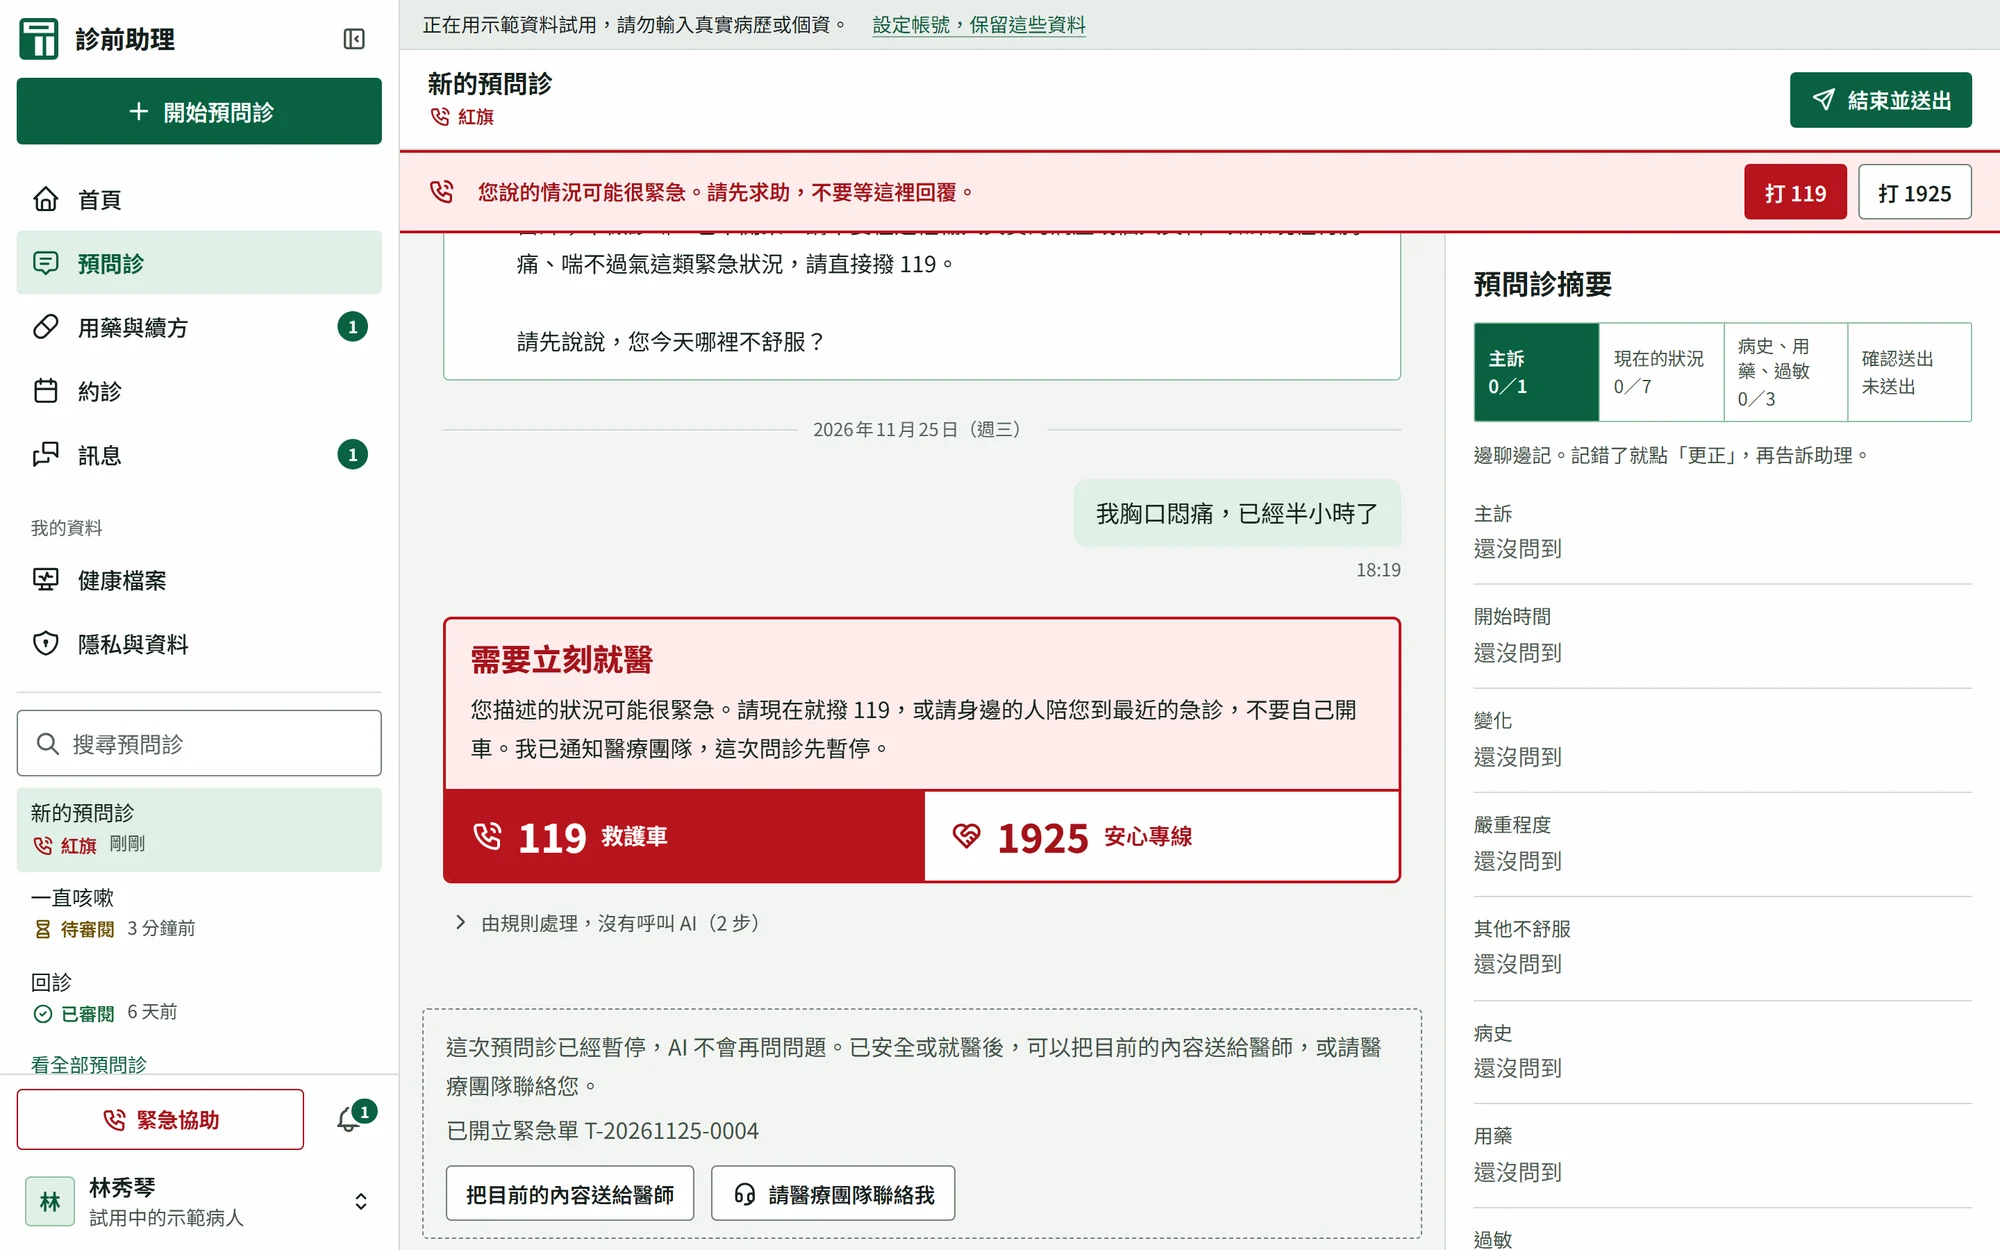 診前助理
開始預問診
首頁
預問診
用藥與續方 1
約診
訊息 1
我的資料
健康檔案
隱私與資料
搜尋預問診
新的預問診
紅旗 剛剛
一直咳嗽
待審閱 3 分鐘前
回診
已審閱 6 天前
看全部預問診
緊急協助 1
林 林秀琴
試用中的示範病人
正在用示範資料試用，請勿輸入真實病歷或個資。 設定帳號，保留這些資料
新的預問診
紅旗
結束並送出
您說的情況可能很緊急。請先求助，不要等這裡回覆。
打 119
打 1925
痛、喘不過氣這類緊急狀況，請直接撥 119。
請先說說，您今天哪裡不舒服？
2026年11月25日（週三）
我胸口悶痛，已經半小時了
18:19
需要立刻就醫
您描述的狀況可能很緊急。請現在就撥 119，或請身邊的人陪您到最近的急診，不要自己開
車。我已通知醫療團隊，這次問診先暫停。
119 救護車
1925 安心專線
由規則處理，沒有呼叫 AI（2 步）
這次預問診已經暫停，AI 不會再問問題。已安全或就醫後，可以把目前的內容送給醫師，或請醫
療團隊聯絡您。
已開立緊急單 T-20261125-0004
把目前的內容送給醫師
請醫療團隊聯絡我
預問診摘要
主訴
0／1
現在的狀況
0／7
病史、用
藥、過敏
0／3
確認送出
未送出
邊聊邊記。記錯了就點「更正」，再告訴助理。
主訴
還沒問到
開始時間
還沒問到
變化
還沒問到
嚴重程度
還沒問到
其他不舒服
還沒問到
病史
還沒問到
用藥
還沒問到
過敏